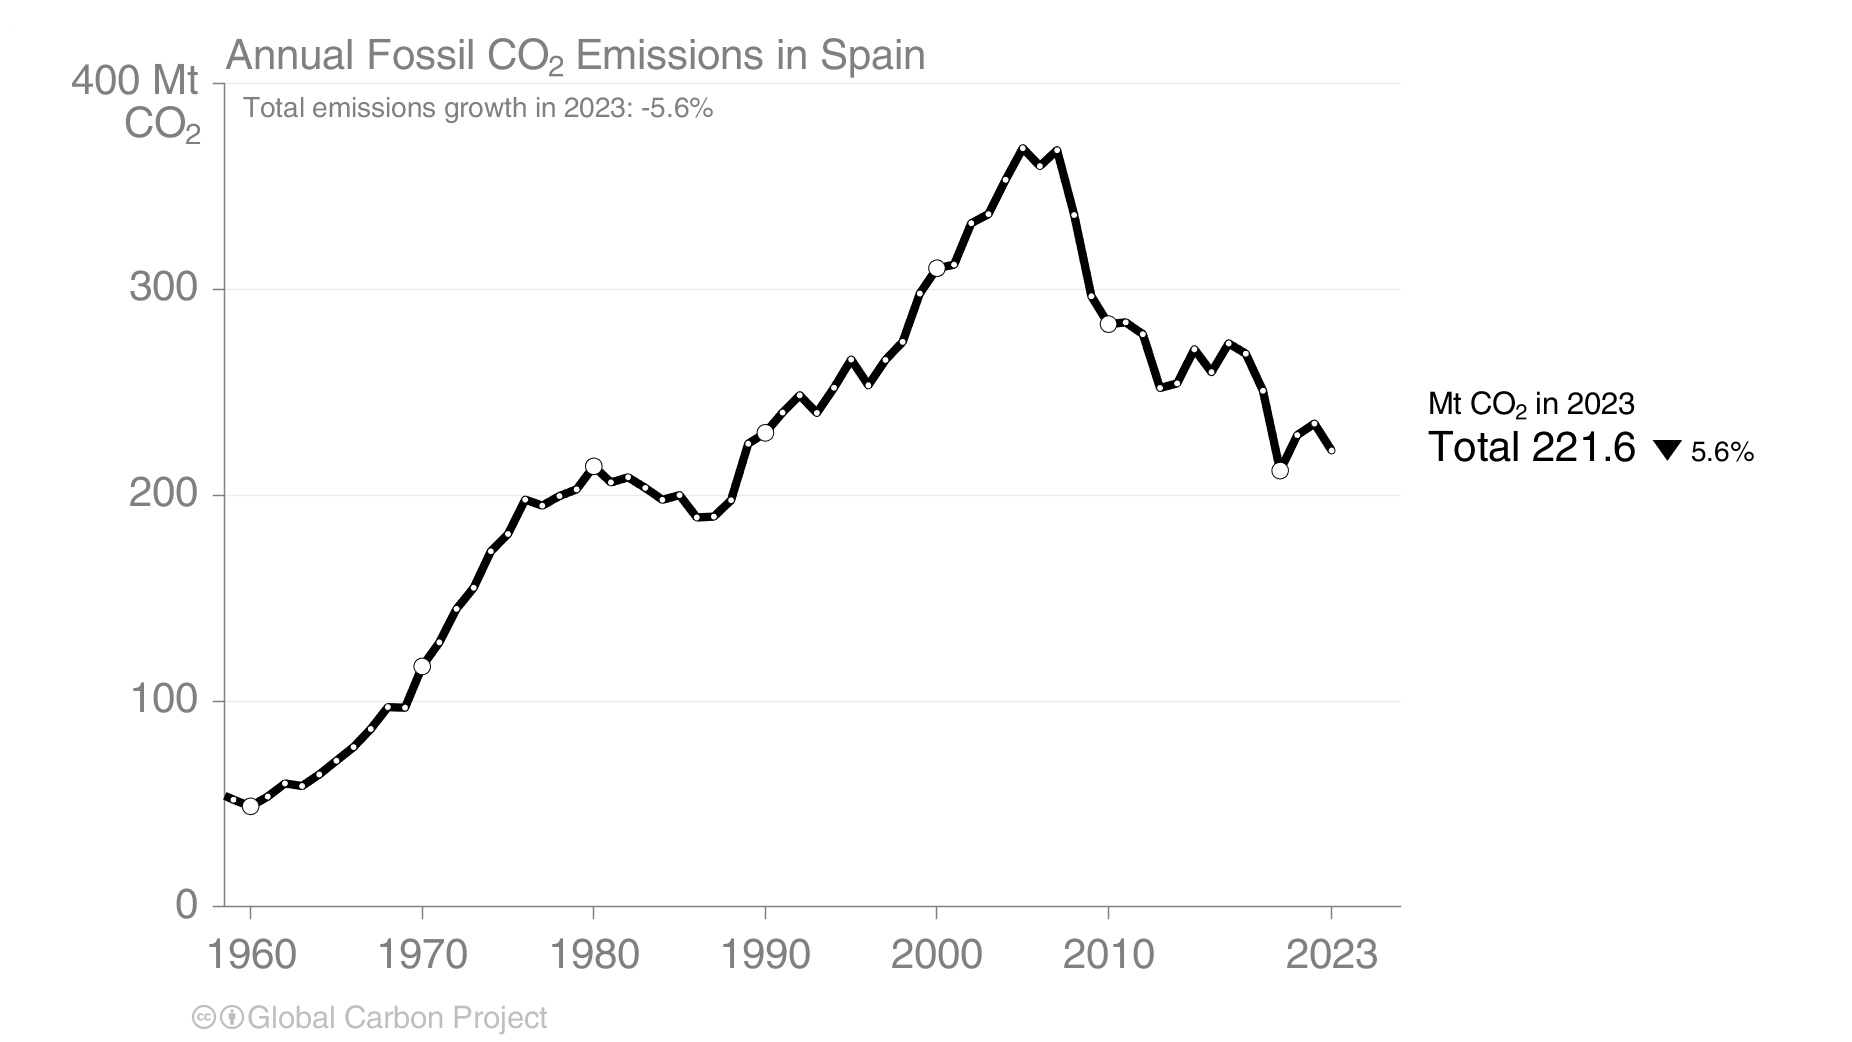 Annual Fossil CO₂ Emissions in Spain
400 Mt
CO₂
Total emissions growth in 2023: -5.6%
300
200
100
0
Mt CO₂ in 2023
Total 221.6 ▼ 5.6%
1960 1970 1980 1990 2000 2010 2023
cc Global Carbon Project